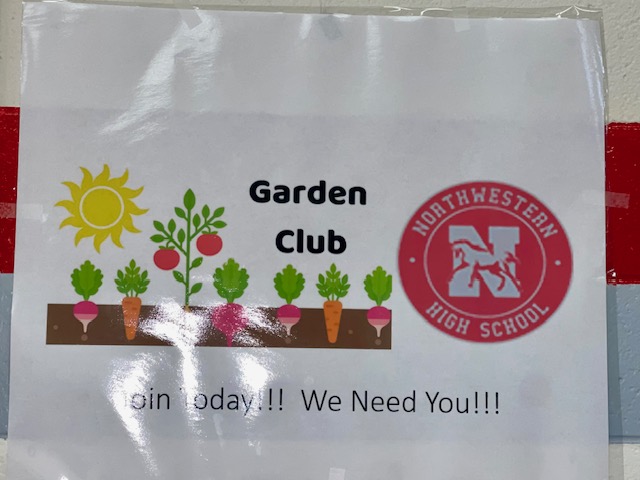 Garden
Club
NORTHWESTERN
N
HIGH SCHOOL
Join Today!!! We Need You!!!